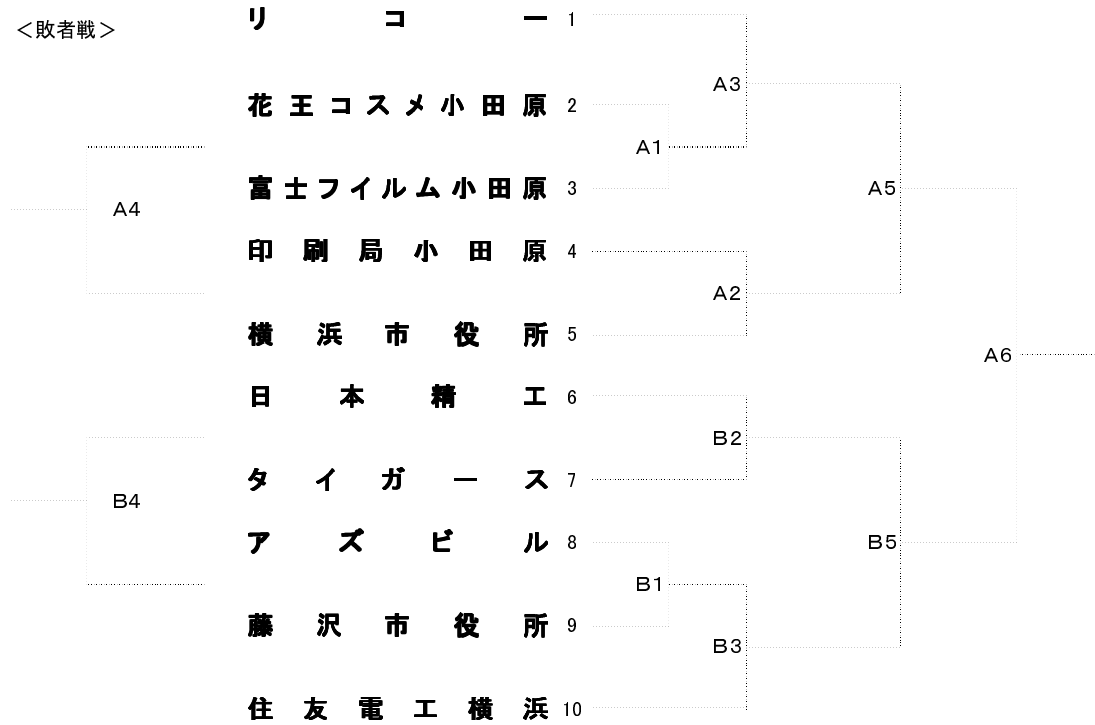 ＜敗者戦＞
リコー 1
A3
花王コスメ小田原 2
A1
富士フイルム小田原 3
A5
A4
印刷局小田原 4
A2
横浜市役所 5
A6
日本精工 6
B2
タイガース 7
B4
アズビル 8
B5
B1
藤沢市役所 9
B3
住友電工横浜 10